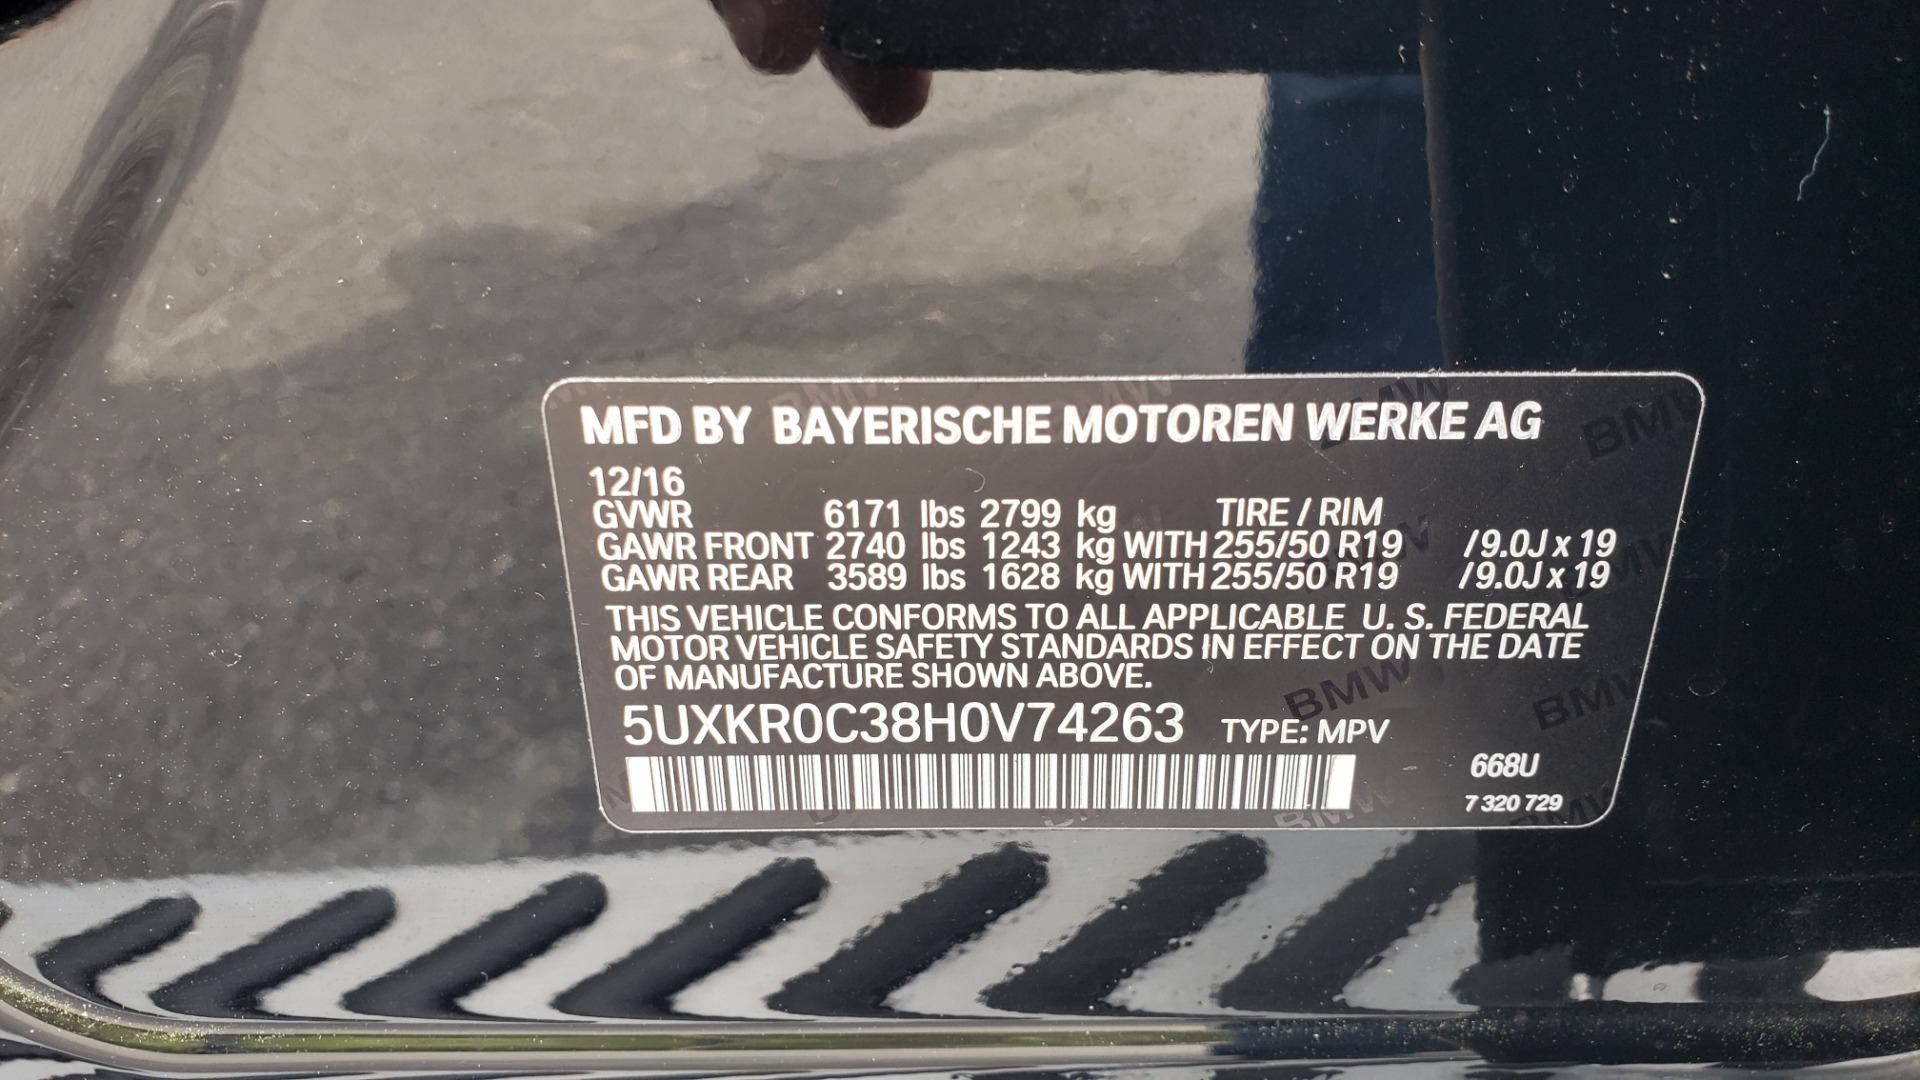 MFD BY BAYERISCHE MOTOREN WERKE AG
12/16
GVWR 6171 lbs 2799 kg TIRE / RIM
GAWR FRONT 2740 lbs 1243 kg WITH 255/50 R19 / 9.0J x 19
GAWR REAR 3589 lbs 1628 kg WITH 255/50 R19 / 9.0J x 19
THIS VEHICLE CONFORMS TO ALL APPLICABLE U. S. FEDERAL
MOTOR VEHICLE SAFETY STANDARDS IN EFFECT ON THE DATE
OF MANUFACTURE SHOWN ABOVE.
5UXKR0C38H0V74263 TYPE: MPV
668U
7 320 729